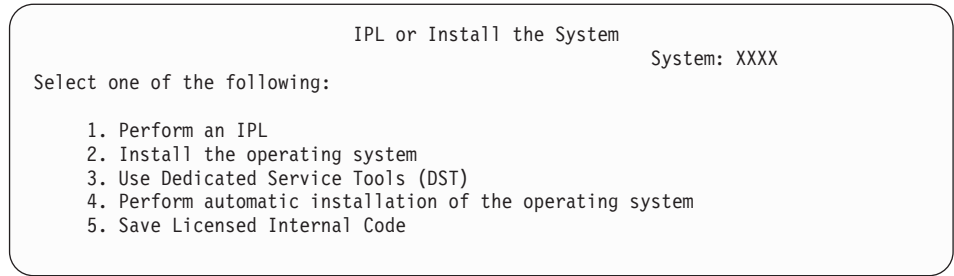 IPL or Install the System
System: XXXX
Select one of the following:
1. Perform an IPL
2. Install the operating system
3. Use Dedicated Service Tools (DST)
4. Perform automatic installation of the operating system
5. Save Licensed Internal Code